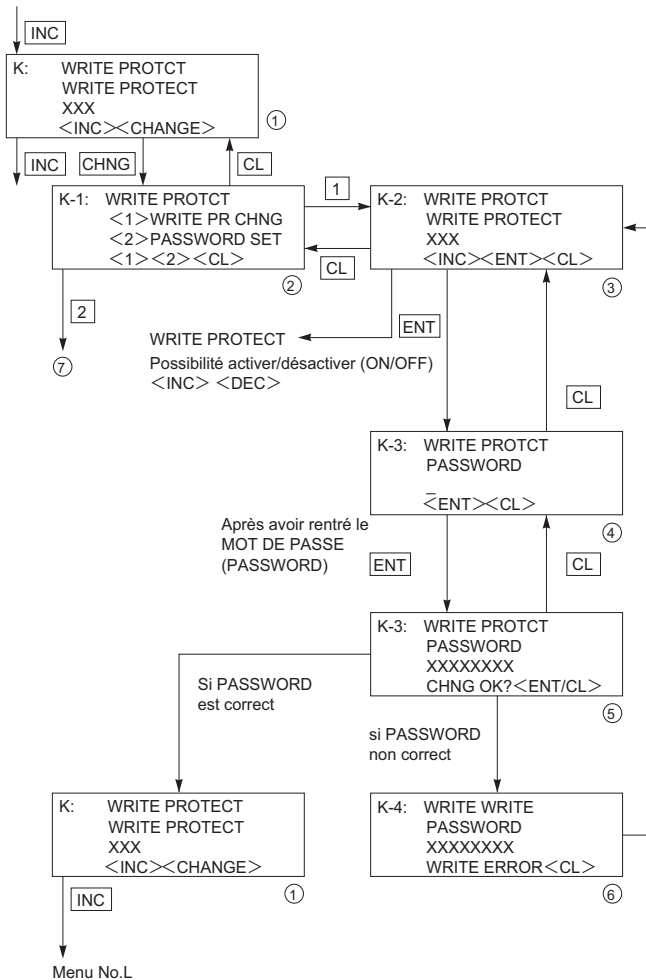 INC
K: WRITE PROTCT
WRITE PROTECT
XXX
<INC><CHANGE>
①
INC
CHNG
CL
K-1: WRITE PROTCT
<1>WRITE PR CHNG
<2>PASSWORD SET
<1><2><CL>
②
1
CL
K-2: WRITE PROTCT
WRITE PROTECT
XXX
<INC><ENT><CL>
③
2
⑦
WRITE PROTECT
Possibilité activer/désactiver (ON/OFF)
<INC> <DEC>
ENT
CL
K-3: WRITE PROTCT
PASSWORD
_
<ENT><CL>
④
Après avoir rentré le
MOT DE PASSE
(PASSWORD)
ENT
CL
K-3: WRITE PROTCT
PASSWORD
XXXXXXXX
CHNG OK?<ENT/CL>
⑤
Si PASSWORD
est correct
si PASSWORD
non correct
K: WRITE PROTECT
WRITE PROTECT
XXX
<INC><CHANGE>
①
K-4: WRITE WRITE
PASSWORD
XXXXXXXX
WRITE ERROR<CL>
⑥
INC
Menu No.L